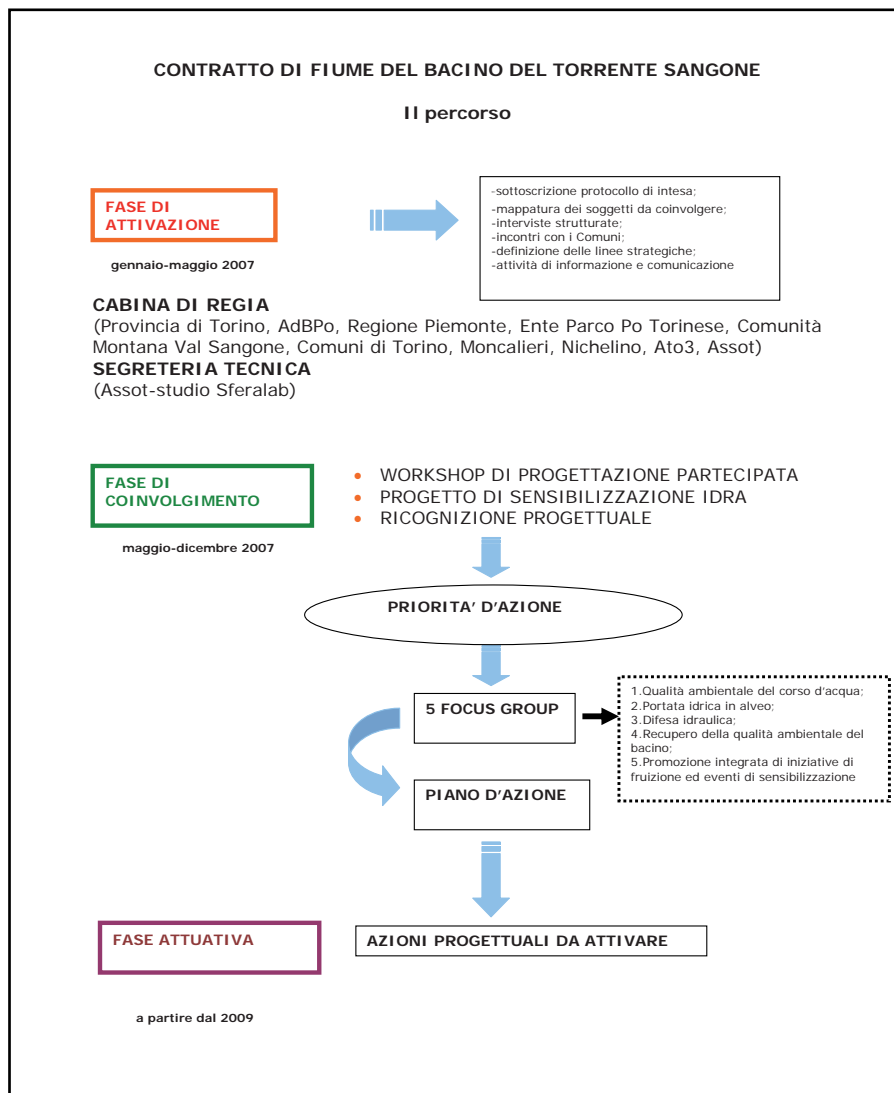 CONTRATTO DI FIUME DEL BACINO DEL TORRENTE SANGONE
Il percorso
FASE DI
ATTIVAZIONE
gennaio-maggio 2007
-sottoscrizione protocollo di intesa;
-mappatura dei soggetti da coinvolgere;
-interviste strutturate;
-incontri con i Comuni;
-definizione delle linee strategiche;
-attività di informazione e comunicazione
CABINA DI REGIA
(Provincia di Torino, AdBPo, Regione Piemonte, Ente Parco Po Torinese, Comunità
Montana Val Sangone, Comuni di Torino, Moncalieri, Nichelino, Ato3, Assot)
SEGRETERIA TECNICA
(Assot-studio Sferalab)
FASE DI
COINVOLGIMENTO
maggio-dicembre 2007
• WORKSHOP DI PROGETTAZIONE PARTECIPATA
• PROGETTO DI SENSIBILIZZAZIONE IDRA
• RICOGNIZIONE PROGETTUALE
PRIORITA' D'AZIONE
5 FOCUS GROUP
1.Qualità ambientale del corso d'acqua;
2.Portata idrica in alveo;
3.Difesa idraulica;
4.Recupero della qualità ambientale del
bacino;
5.Promozione integrata di iniziative di
fruizione ed eventi di sensibilizzazione
PIANO D'AZIONE
FASE ATTUATIVA
AZIONI PROGETTUALI DA ATTIVARE
a partire dal 2009